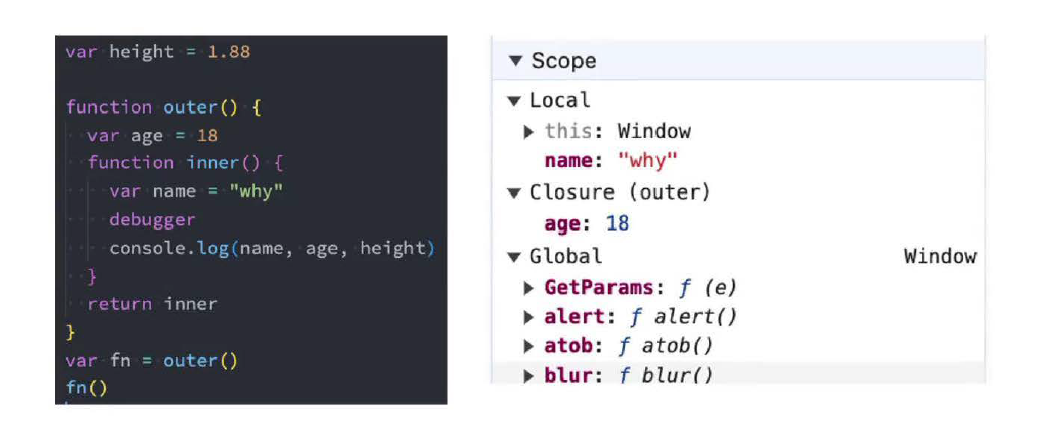 var height = 1.88
function outer() {
var age = 18
function inner() {
var name = "why"
debugger
console.log(name, age, height)
}
return inner
}
var fn = outer()
fn()
▼ Scope
▼ Local
▶ this: Window
name: "why"
▼ Closure (outer)
age: 18
▼ Global Window
▶ GetParams: ƒ (e)
▶ alert: ƒ alert()
▶ atob: ƒ atob()
▶ blur: ƒ blur()